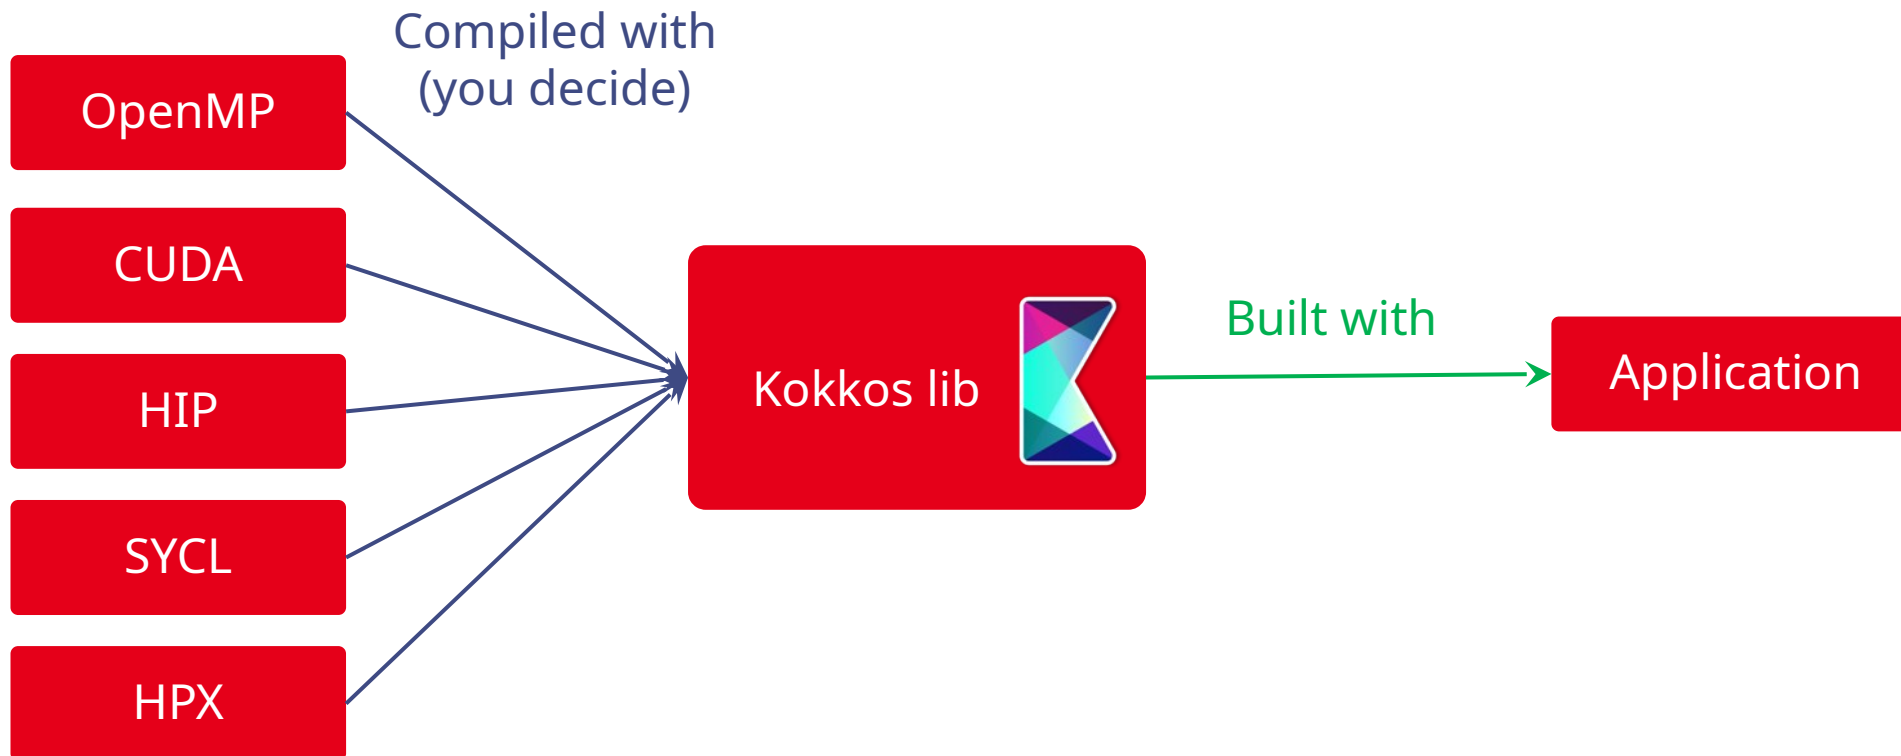 Compiled with
(you decide)
OpenMP
CUDA
HIP
SYCL
HPX
Kokkos lib
Built with
Application